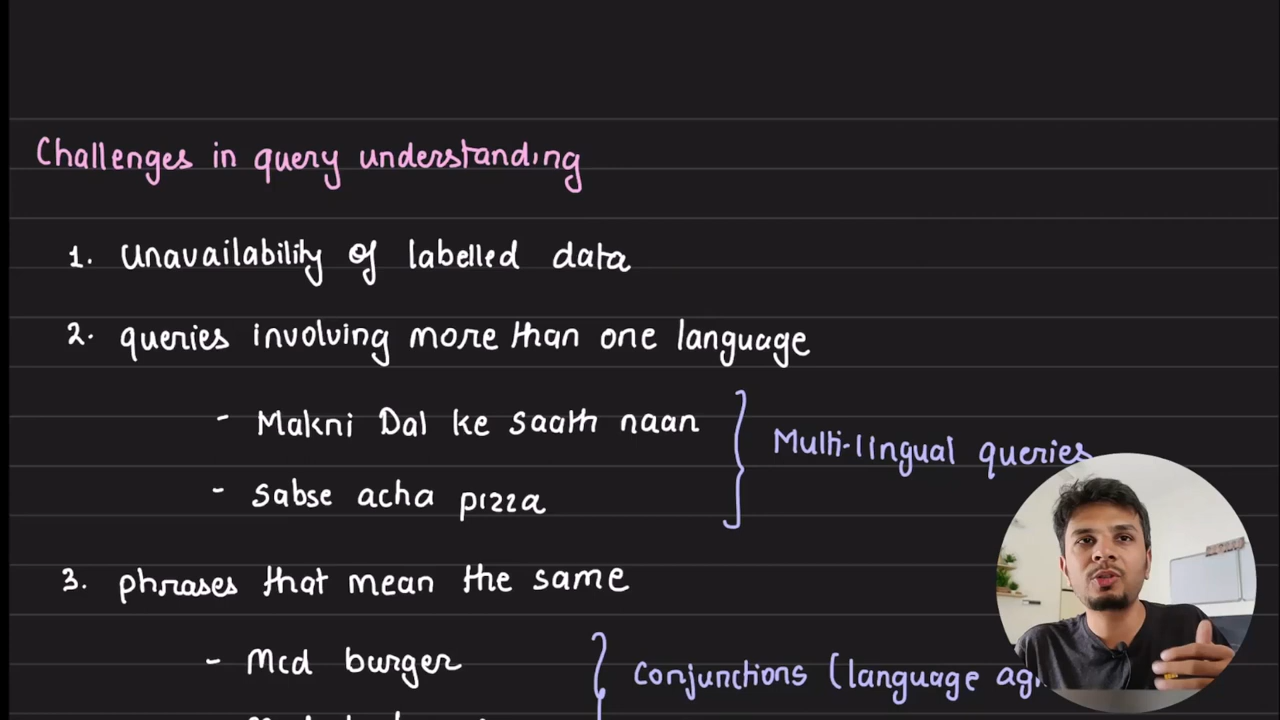 Challenges in query understanding
1. unavailability of labelled data
2. queries involving more than one language
- Makni Dal ke saath naan
- Sabse acha pizza
Multi-lingual queries
3. phrases that mean the same
- Mcd burger
Conjunctions (language